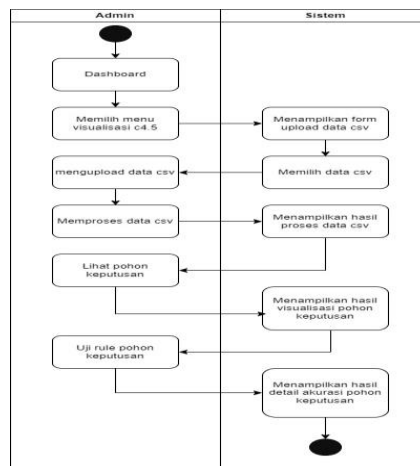 Admin
Sistem
Dashboard
Memilih menu
visualisasi c4.5
Menampilkan form
upload data csv
mengupload data csv
Memilih data csv
Memproses data csv
Menampilkan hasil
proses data csv
Lihat pohon
keputusan
Menampilkan hasil
visualisasi pohon
keputusan
Uji rule pohon
keputusan
Menampilkan hasil
detail akurasi pohon
keputusan